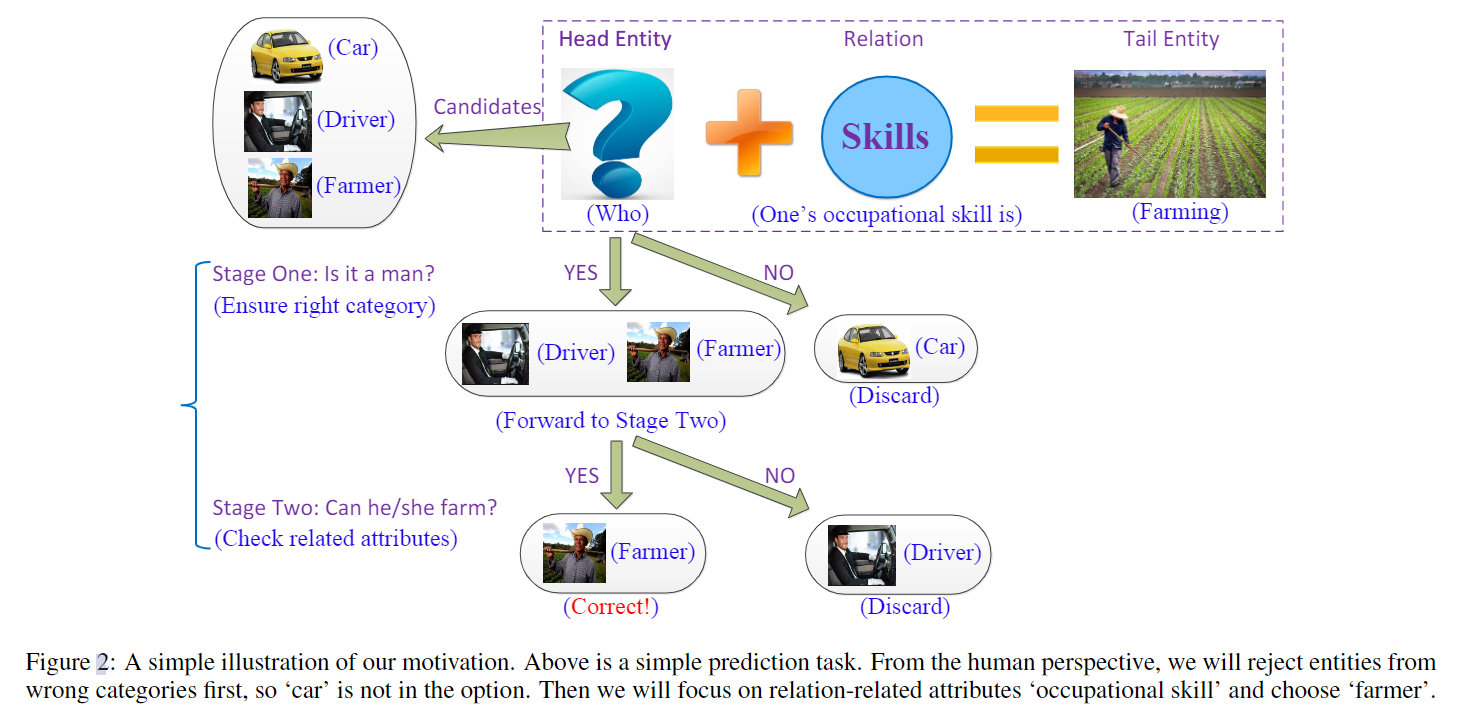 Head Entity
Relation
Tail Entity
(Car)
(Driver)
(Farmer)
Candidates
Skills
(Who)
(One’s occupational skill is)
(Farming)
Stage One: Is it a man?
(Ensure right category)
YES
NO
(Driver)
(Farmer)
(Car)
(Discard)
(Forward to Stage Two)
YES
NO
Stage Two: Can he/she farm?
(Check related attributes)
(Farmer)
(Driver)
(Correct!)
(Discard)
Figure 2: A simple illustration of our motivation. Above is a simple prediction task. From the human perspective, we will reject entities from
wrong categories first, so ‘car’ is not in the option. Then we will focus on relation-related attributes ‘occupational skill’ and choose ‘farmer’.